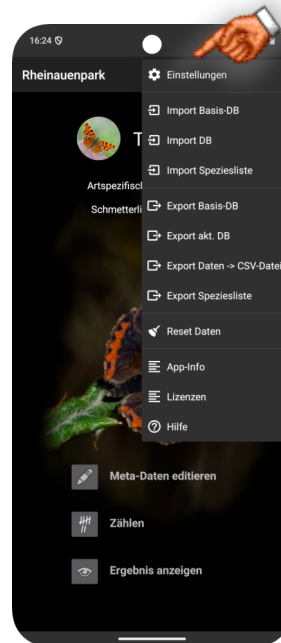 16:24
Rheinauenpark
Einstellungen
Import Basis-DB
Import DB
Import Speziesliste
Export Basis-DB
Export akt. DB
Export Daten -> CSV-Datei
Export Speziesliste
Reset Daten
App-Info
Lizenzen
Hilfe
T
Artspezifisc
Schmetterli
Meta-Daten editieren
Zählen
Ergebnis anzeigen